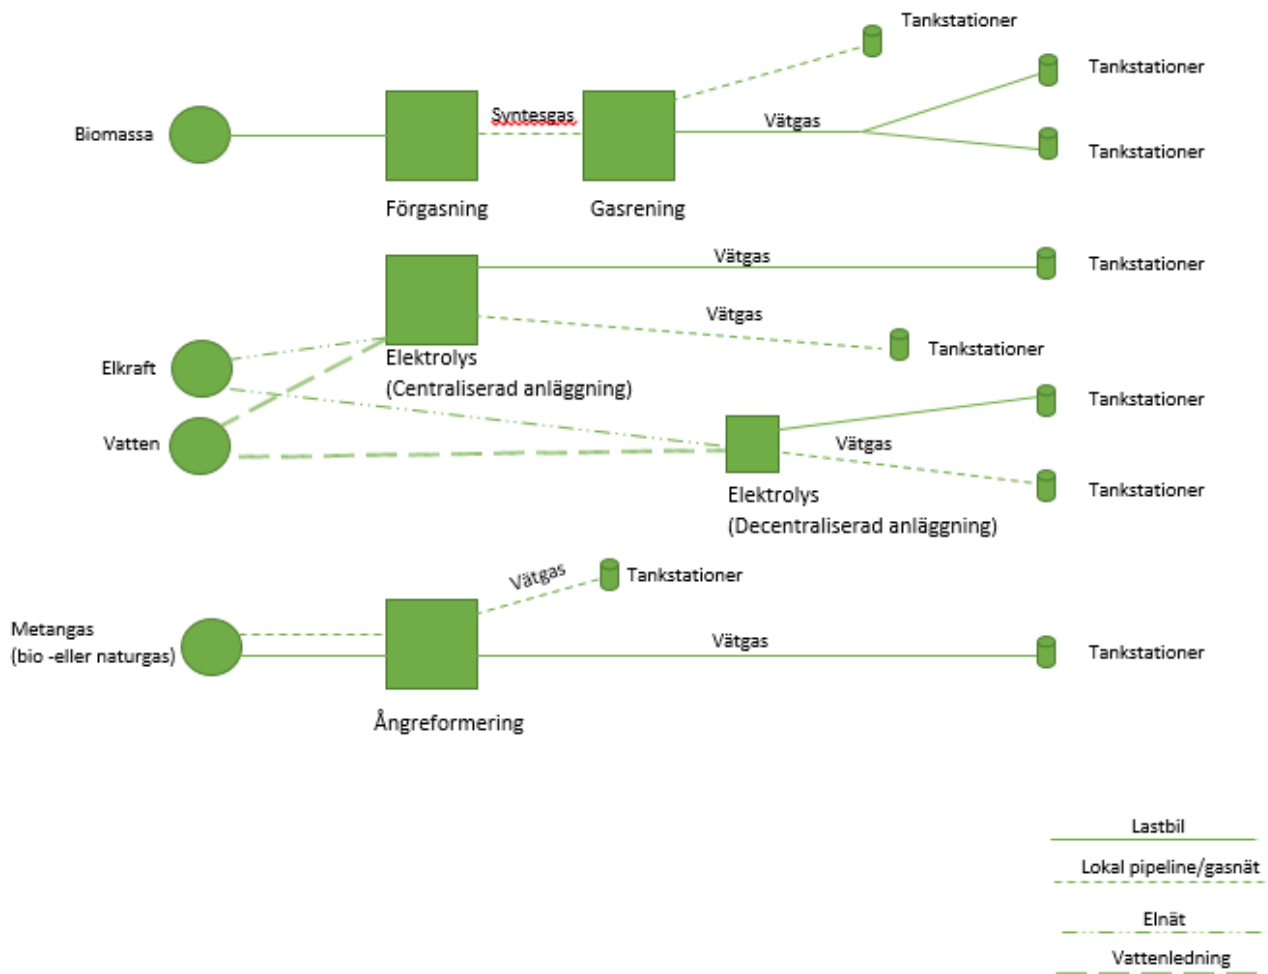 Tankstationer
Tankstationer
Syntesgas
Vätgas
Biomassa
Tankstationer
Förgasning
Gasrening
Vätgas
Tankstationer
Vätgas
Tankstationer
Elektrolys
(Centraliserad anläggning)
Elkraft
Tankstationer
Vatten
Vätgas
Tankstationer
Elektrolys
(Decentraliserad anläggning)
Vätgas
Tankstationer
Metangas
(bio -eller naturgas)
Vätgas
Tankstationer
Ångreformering
Lastbil
Lokal pipeline/gasnät
Elnät
Vattenledning